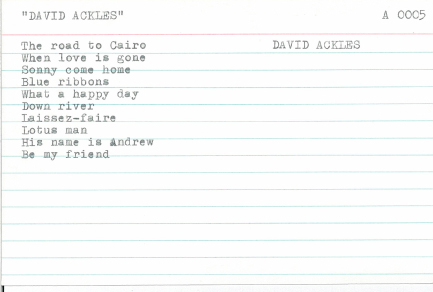 "DAVID ACKLES" A 0005
The road to Cairo DAVID ACKLES
When love is gone
Sonny come home
Blue ribbons
What a happy day
Down river
Laissez-faire
Lotus man
His name is Andrew
Be my friend